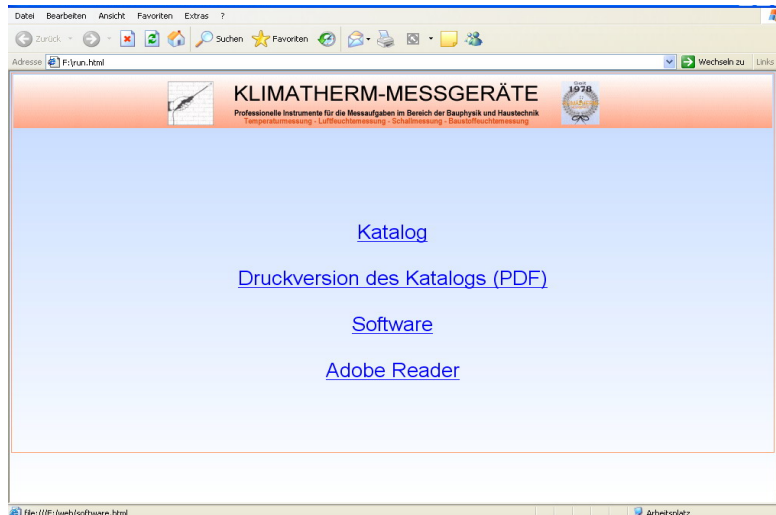 Datei Bearbeiten Ansicht Favoriten Extras ?
Zurück Suchen Favoriten
Adresse F:\run.html Wechseln zu Links
KLIMATHERM-MESSGERÄTE
Professionelle Instrumente für die Messaufgaben im Bereich der Bauphysik und Haustechnik
Temperaturmessung - Luftfeuchtemessung - Schallmessung - Baustoffeuchtemessung
Seit
1978
Katalog
Druckversion des Katalogs (PDF)
Software
Adobe Reader
file:///F:/web/software.html Arbeitsplatz